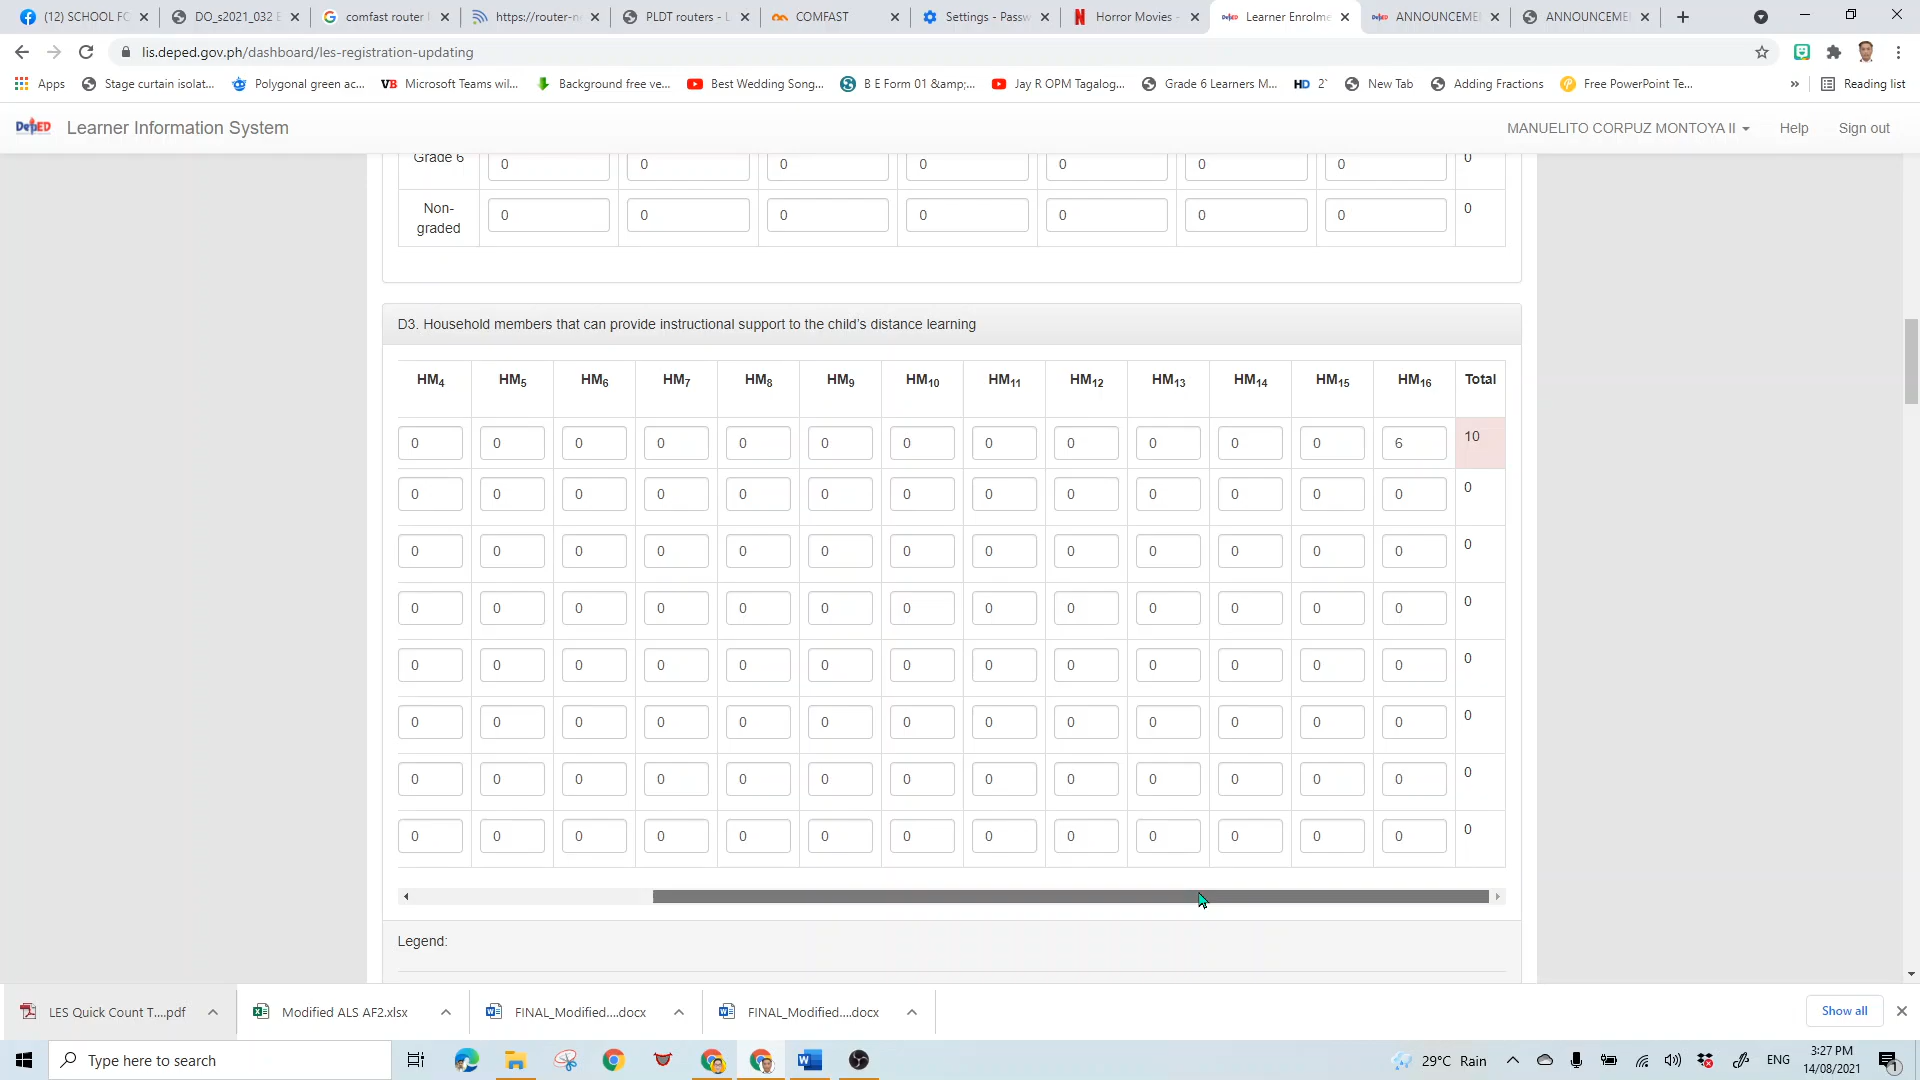 (12) SCHOOL FC
DO_s2021_032 E
comfast router
https://router-n
PLDT routers - L
COMFAST
Settings - Passw
Horror Movies -
Learner Enrolme
ANNOUNCEME
ANNOUNCEME
lis.deped.gov.ph/dashboard/les-registration-updating
Apps
Stage curtain isolat...
Polygonal green ac...
VB Microsoft Teams wil...
Background free ve...
Best Wedding Song...
B E Form 01 &amp;...
Jay R OPM Tagalog...
Grade 6 Learners M...
HD 2`
New Tab
Adding Fractions
Free PowerPoint Te...
»
Reading list
DepED Learner Information System
MANUELITO CORPUZ MONTOYA II
Help
Sign out
Grade 6 0 0 0 0 0 0 0 0
Non-
graded 0 0 0 0 0 0 0 0
D3. Household members that can provide instructional support to the child's distance learning
HM4 HM5 HM6 HM7 HM8 HM9 HM10 HM11 HM12 HM13 HM14 HM15 HM16 Total
0 0 0 0 0 0 0 0 0 0 0 0 6 10
0 0 0 0 0 0 0 0 0 0 0 0 0 0
0 0 0 0 0 0 0 0 0 0 0 0 0 0
0 0 0 0 0 0 0 0 0 0 0 0 0 0
0 0 0 0 0 0 0 0 0 0 0 0 0 0
0 0 0 0 0 0 0 0 0 0 0 0 0 0
0 0 0 0 0 0 0 0 0 0 0 0 0 0
0 0 0 0 0 0 0 0 0 0 0 0 0 0
Legend:
LES Quick Count T....pdf
Modified ALS AF2.xlsx
FINAL_Modified....docx
FINAL_Modified....docx
Show all
Type here to search
29°C Rain
ENG
3:27 PM
14/08/2021
1